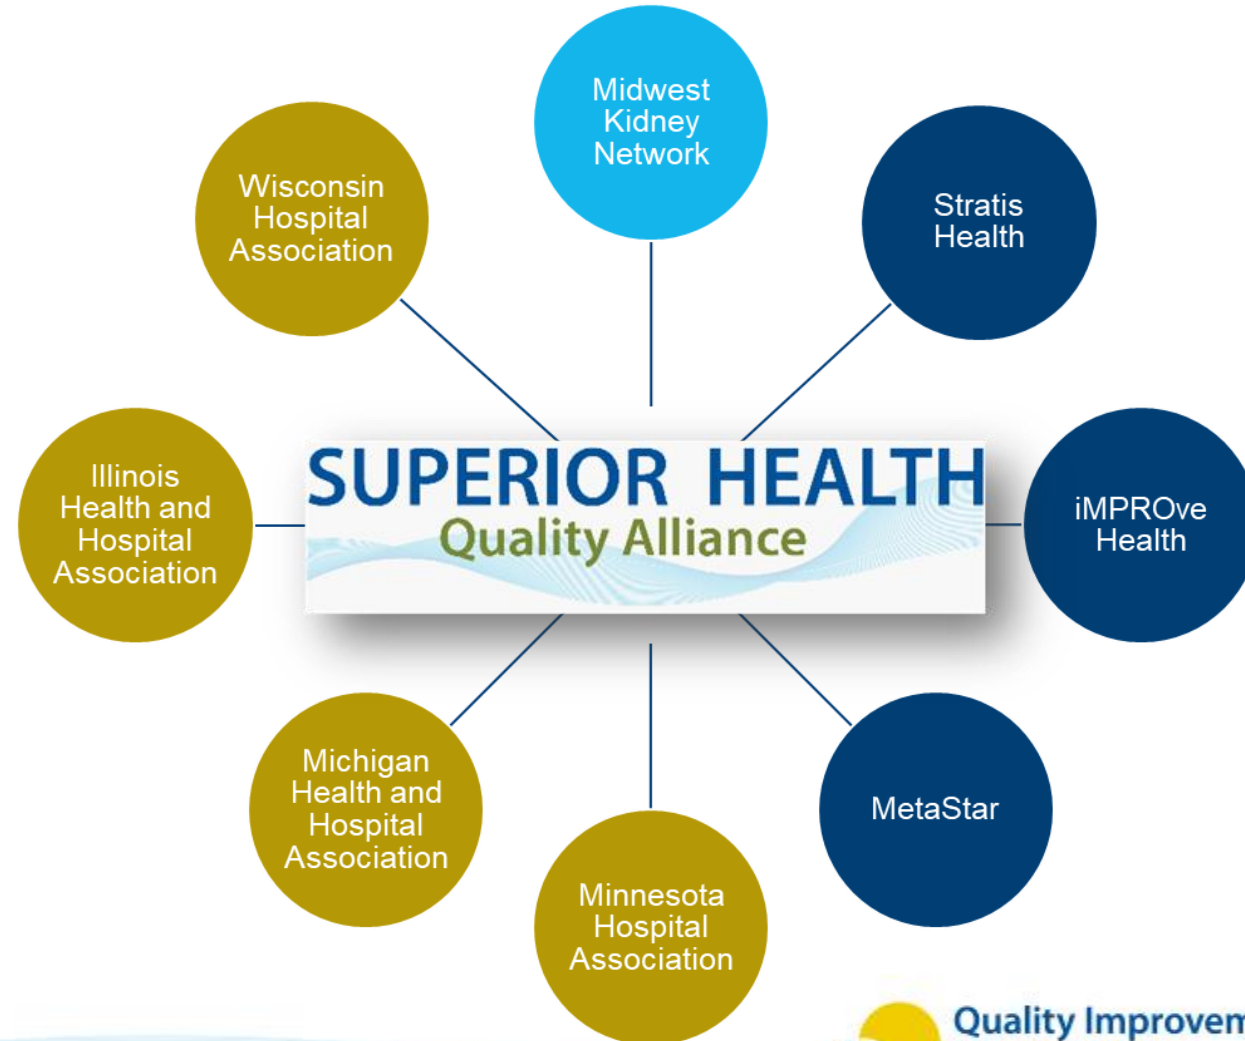 Midwest
Kidney
Network
Wisconsin
Hospital
Association
Stratis
Health
SUPERIOR HEALTH
Quality Alliance
Illinois
Health and
Hospital
Association
iMPROve
Health
Michigan
Health and
Hospital
Association
MetaStar
Minnesota
Hospital
Association
Quality